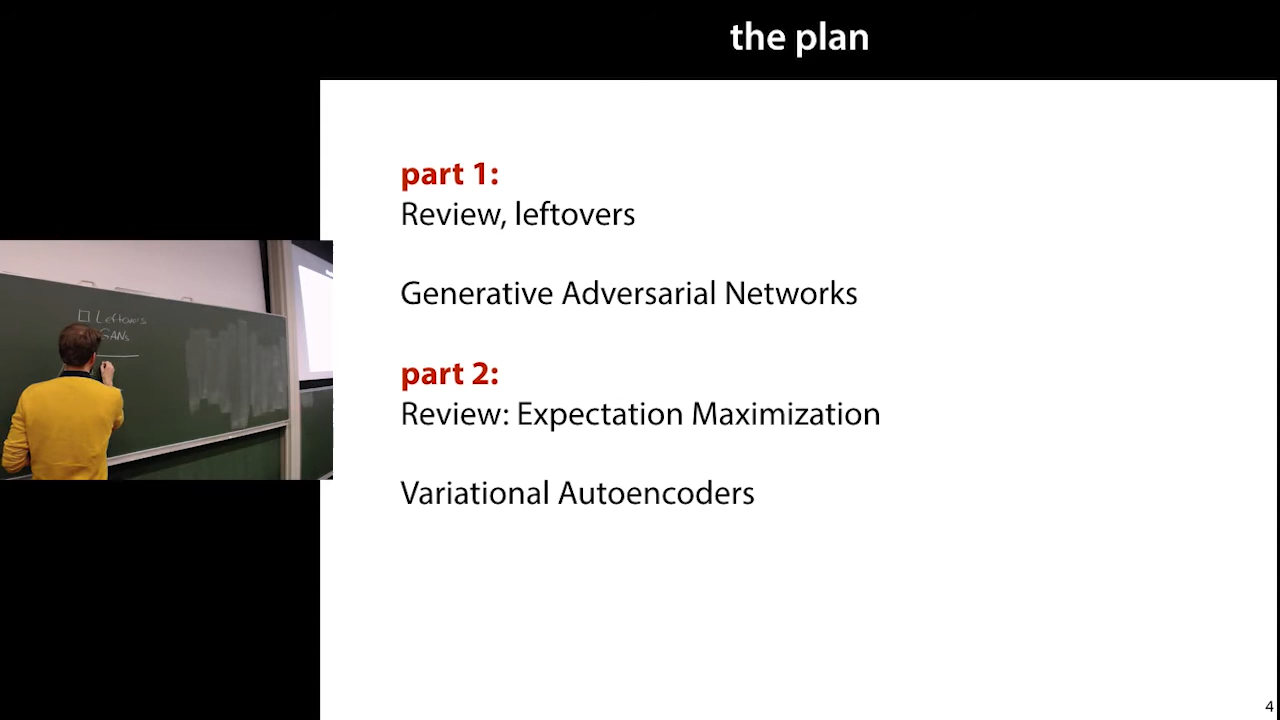 the plan
part 1:
Review, leftovers
Generative Adversarial Networks
part 2:
Review: Expectation Maximization
Variational Autoencoders
Leftovers
GANs
4